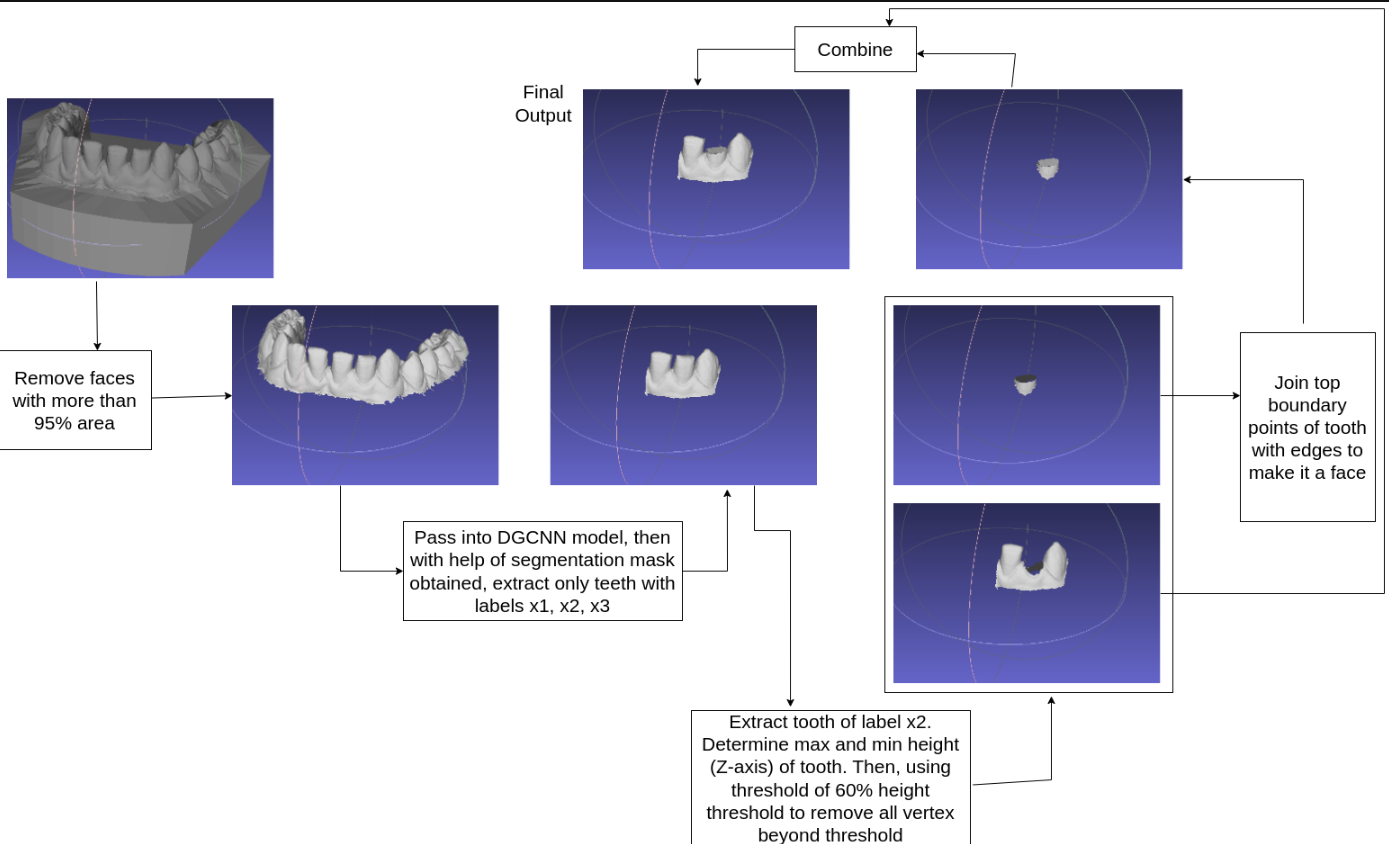 Combine
Final
Output
Remove faces
with more than
95% area
Join top
boundary
points of tooth
with edges to
make it a face
Pass into DGCNN model, then
with help of segmentation mask
obtained, extract only teeth with
labels x1, x2, x3
Extract tooth of label x2.
Determine max and min height
(Z-axis) of tooth. Then, using
threshold of 60% height
threshold to remove all vertex
beyond threshold